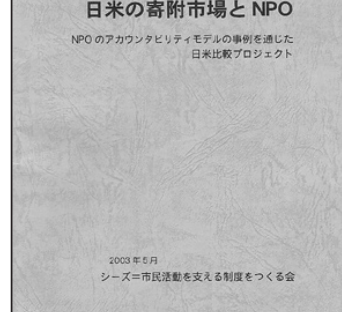 日米の寄附市場と NPO
NPO のアカウンタビリティモデルの事例を通じた
日米比較プロジェクト
2003 年 5 月
シーズ＝市民活動を支える制度をつくる会